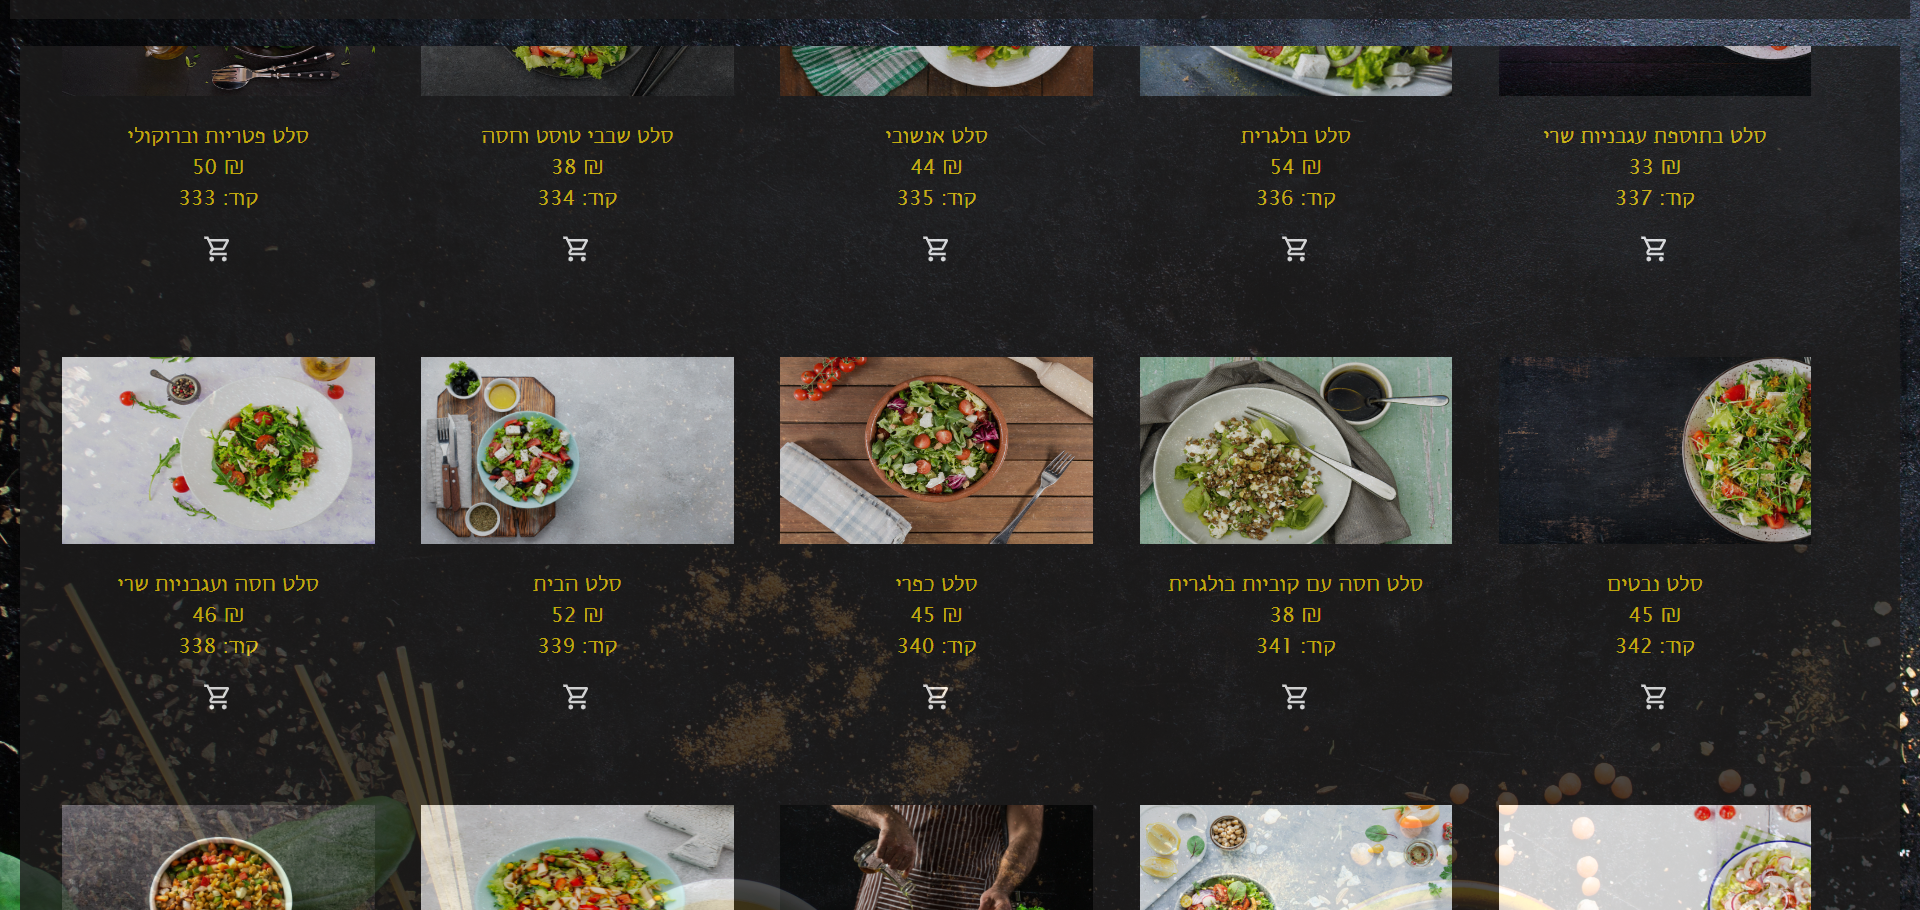 סלט בתוספת עגבניות שרי
33 ₪
קוד: 337
סלט בולגרית
54 ₪
קוד: 336
סלט אנשובי
44 ₪
קוד: 335
סלט שבבי טוסט וחסה
38 ₪
קוד: 334
סלט פטריות וברוקולי
50 ₪
קוד: 333
סלט נבטים
45 ₪
קוד: 342
סלט חסה עם קוביות בולגרית
38 ₪
קוד: 341
סלט כפרי
45 ₪
קוד: 340
סלט הבית
52 ₪
קוד: 339
סלט חסה ועגבניות שרי
46 ₪
קוד: 338